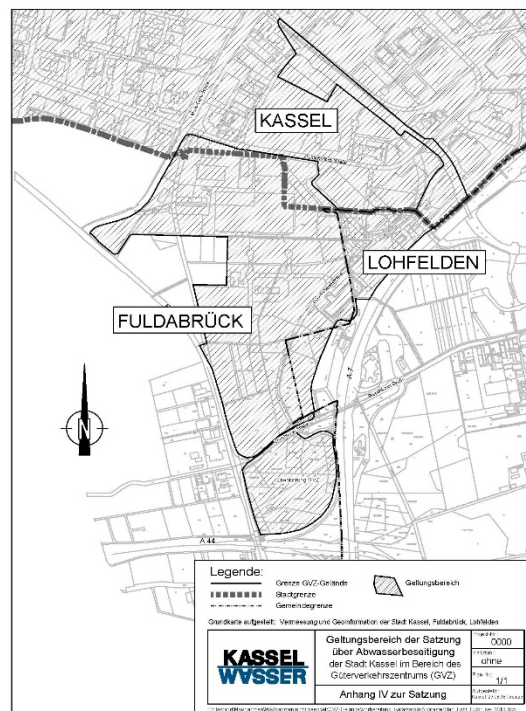 KASSEL
LOHFELDEN
FULDABRÜCK
N
A 7
A 44
Legende:
Grenze GVZ-Gelände
Geltungsbereich
Stadtgrenze
Gemeindegrenze
Grundkarte aufgestellt: Vermessung und Geoinformation der Stadt Kassel, Fuldabrück, Lohfelden
KASSEL
WASSER
Geltungsbereich der Satzung
über Abwasserbeseitigung
der Stadt Kassel im Bereich des
Güterverkehrszentrums (GVZ)
Anhang IV zur Satzung
0000
ohne
1/1